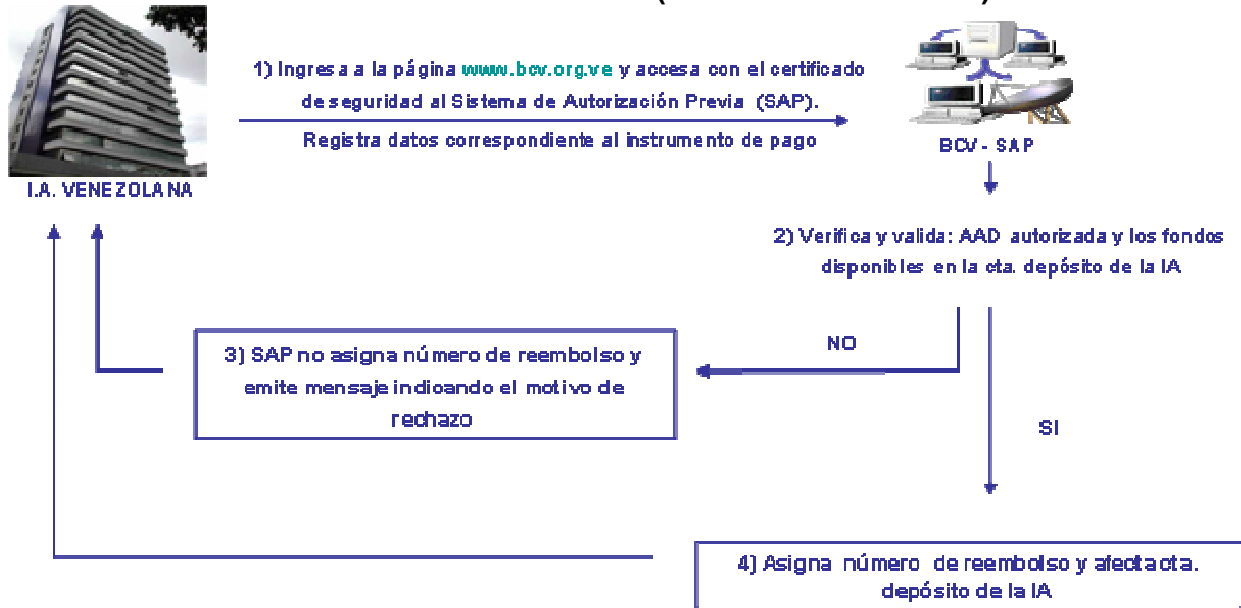 1) Ingresa a la página www.bcv.org.ve y accesa con el certificado
de seguridad al Sistema de Autorización Previa (SAP).
Registra datos correspondiente al instrumento de pago
I.A. VENEZOLANA
BCV - SAP
2) Verifica y valida: AAD autorizada y los fondos
disponibles en la cta. depósito de la IA
NO
3) SAP no asigna número de reembolso y
emite mensaje indicando el motivo de
rechazo
SI
4) Asigna número de reembolso y afecta cta.
depósito de la IA